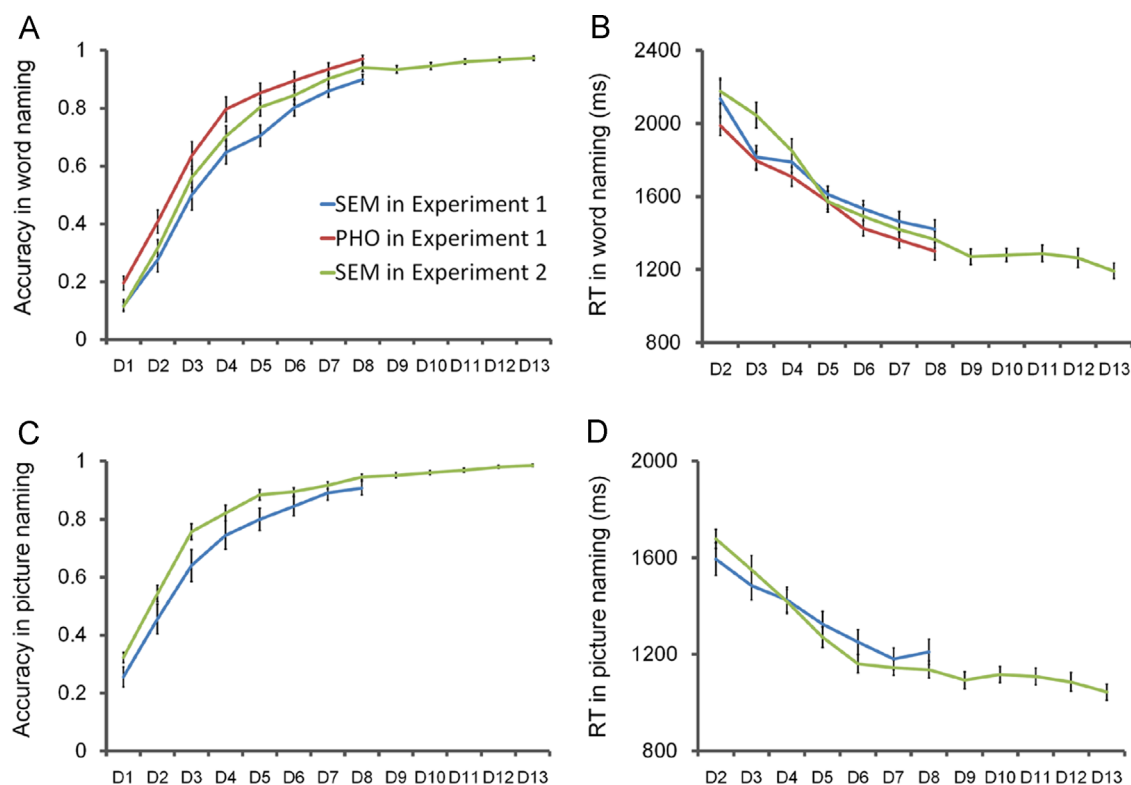 A
Accuracy in word naming
1
0.8
0.6
0.4
0.2
0
SEM in Experiment 1
PHO in Experiment 1
SEM in Experiment 2
D1 D2 D3 D4 D5 D6 D7 D8 D9 D10 D11 D12 D13
B
RT in word naming (ms)
2400
2000
1600
1200
800
D2 D3 D4 D5 D6 D7 D8 D9 D10 D11 D12 D13
C
Accuracy in picture naming
1
0.8
0.6
0.4
0.2
0
D1 D2 D3 D4 D5 D6 D7 D8 D9 D10 D11 D12 D13
D
RT in picture naming (ms)
2000
1600
1200
800
D2 D3 D4 D5 D6 D7 D8 D9 D10 D11 D12 D13